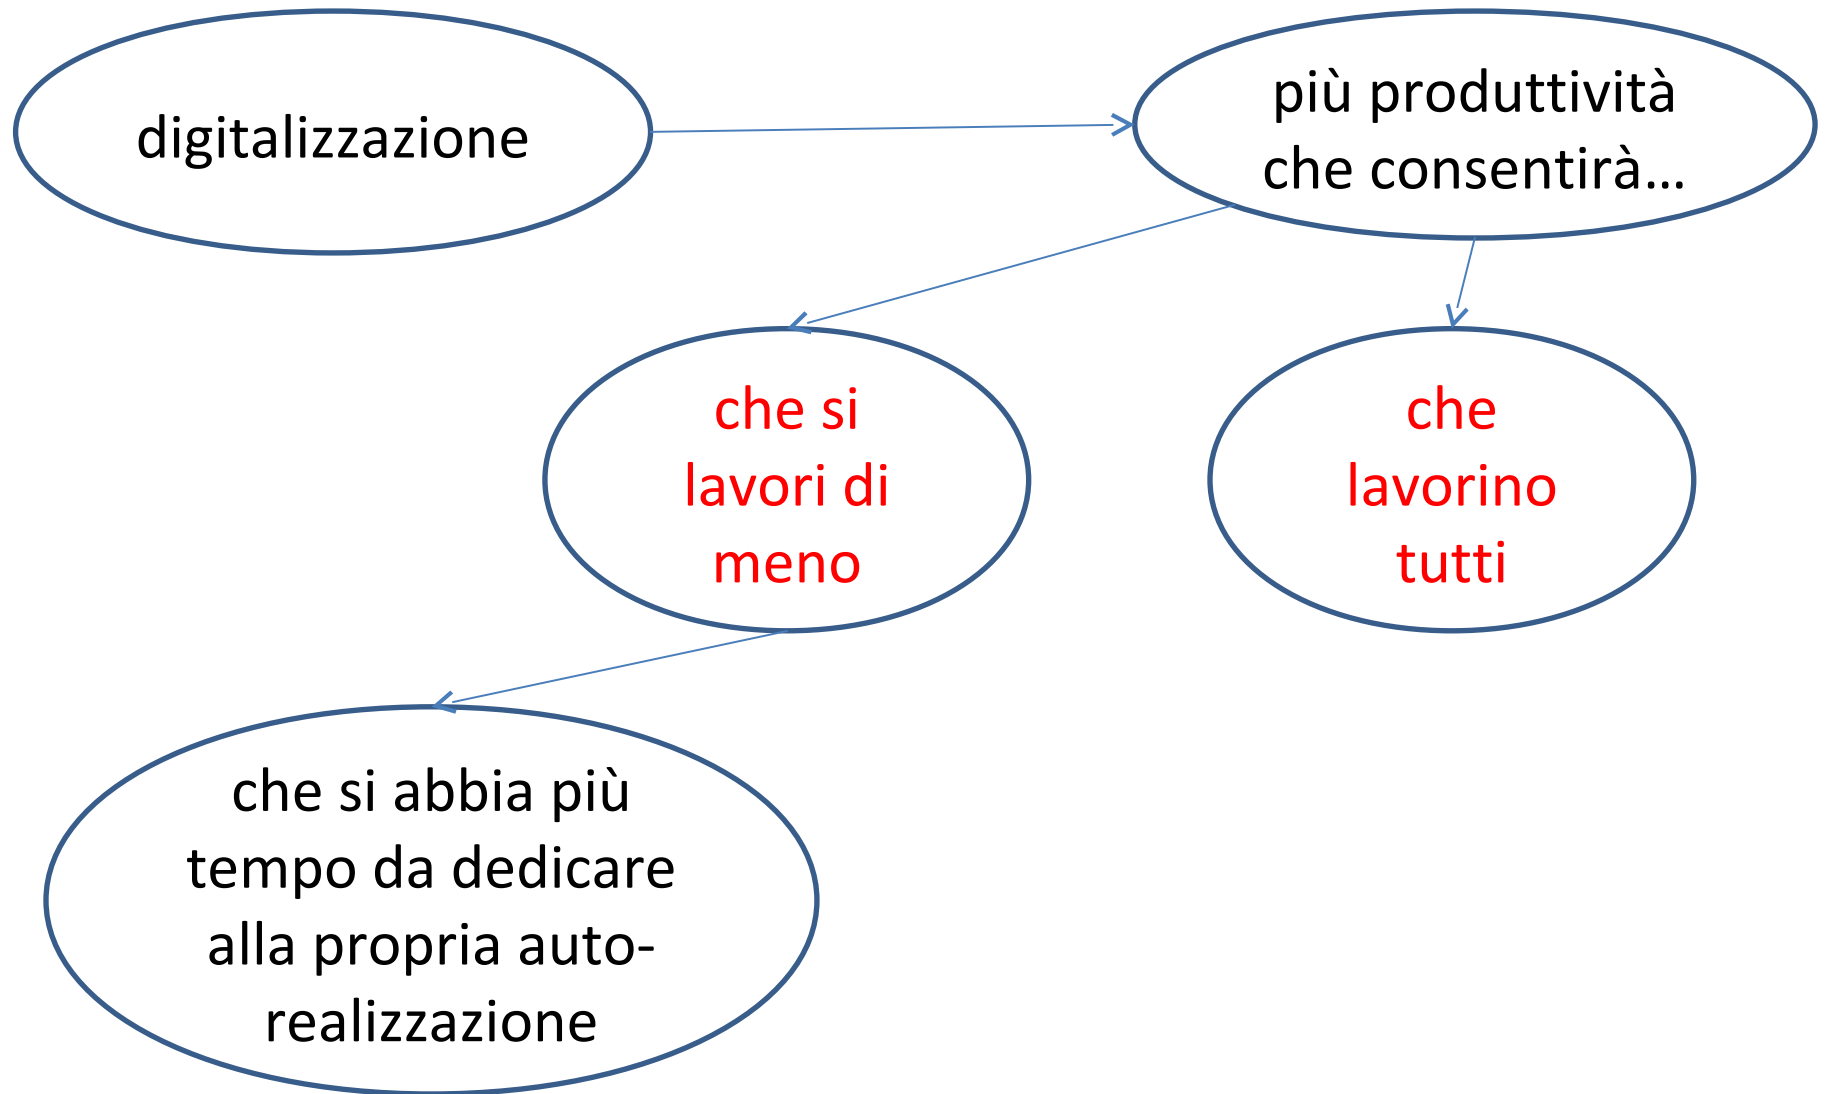 digitalizzazione
più produttività
che consentirà...
che si
lavori di
meno
che
lavorino
tutti
che si abbia più
tempo da dedicare
alla propria auto-
realizzazione